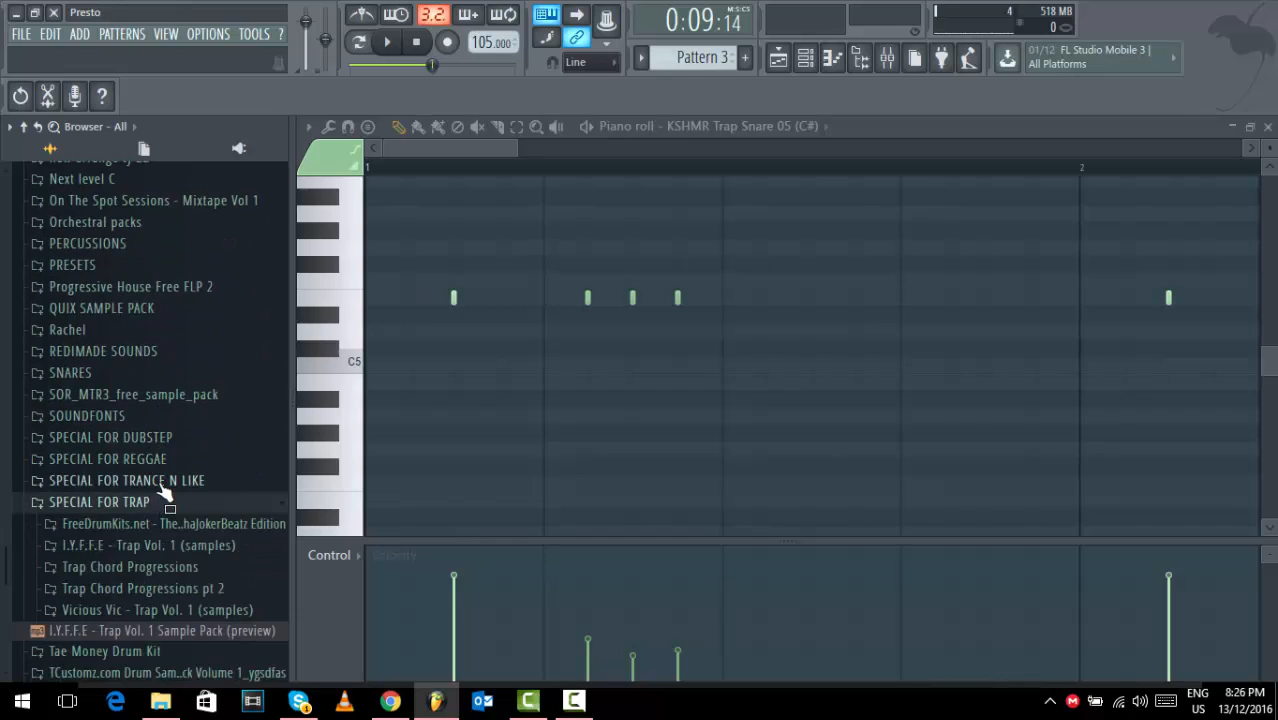 Presto
FILE EDIT ADD PATTERNS VIEW OPTIONS TOOLS ?
3.2.
105.000
0:09:14
M:S:CS
Line
Pattern 3
4
518 MB
0
01/12 FL Studio Mobile 3 |
All Platforms
Browser - All
Piano roll - KSHMR Trap Snare 05 (C#)
1
2
Next level C
On The Spot Sessions - Mixtape Vol 1
Orchestral packs
PERCUSSIONS
PRESETS
Progressive House Free FLP 2
QUIX SAMPLE PACK
Rachel
REDIMADE SOUNDS
SNARES
SOR_MTR3_free_sample_pack
SOUNDFONTS
SPECIAL FOR DUBSTEP
SPECIAL FOR REGGAE
SPECIAL FOR TRANCE N LIKE
SPECIAL FOR TRAP
FreeDrumKits.net - The..haJokerBeatz Edition
I.Y.F.F.E - Trap Vol. 1 (samples)
Trap Chord Progressions
Trap Chord Progressions pt 2
Vicious Vic - Trap Vol. 1 (samples)
I.Y.F.F.E - Trap Vol. 1 Sample Pack (preview)
Tae Money Drum Kit
TCustomz.com Drum Sam..ck Volume 1_ygsdfas
C5
Control
Velocity
ENG
US
8:26 PM
13/12/2016